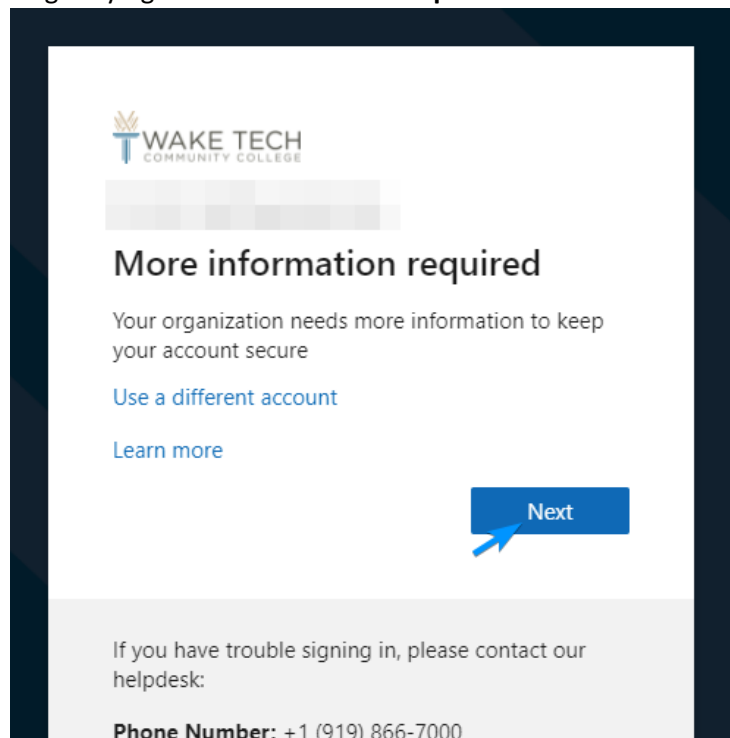 WAKE TECH
COMMUNITY COLLEGE
More information required
Your organization needs more information to keep
your account secure
Use a different account
Learn more
Next
If you have trouble signing in, please contact our
helpdesk:
Phone Number: +1 (919) 866-7000